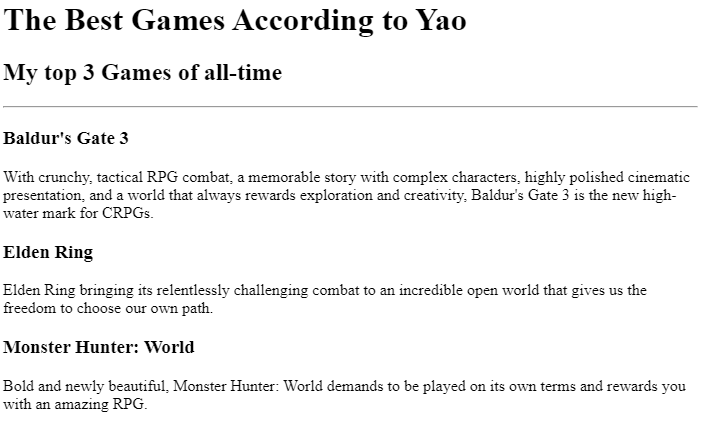 The Best Games According to Yao
My top 3 Games of all-time
Baldur's Gate 3
With crunchy, tactical RPG combat, a memorable story with complex characters, highly polished cinematic
presentation, and a world that always rewards exploration and creativity, Baldur's Gate 3 is the new high-
water mark for CRPGs.
Elden Ring
Elden Ring bringing its relentlessly challenging combat to an incredible open world that gives us the
freedom to choose our own path.
Monster Hunter: World
Bold and newly beautiful, Monster Hunter: World demands to be played on its own terms and rewards you
with an amazing RPG.